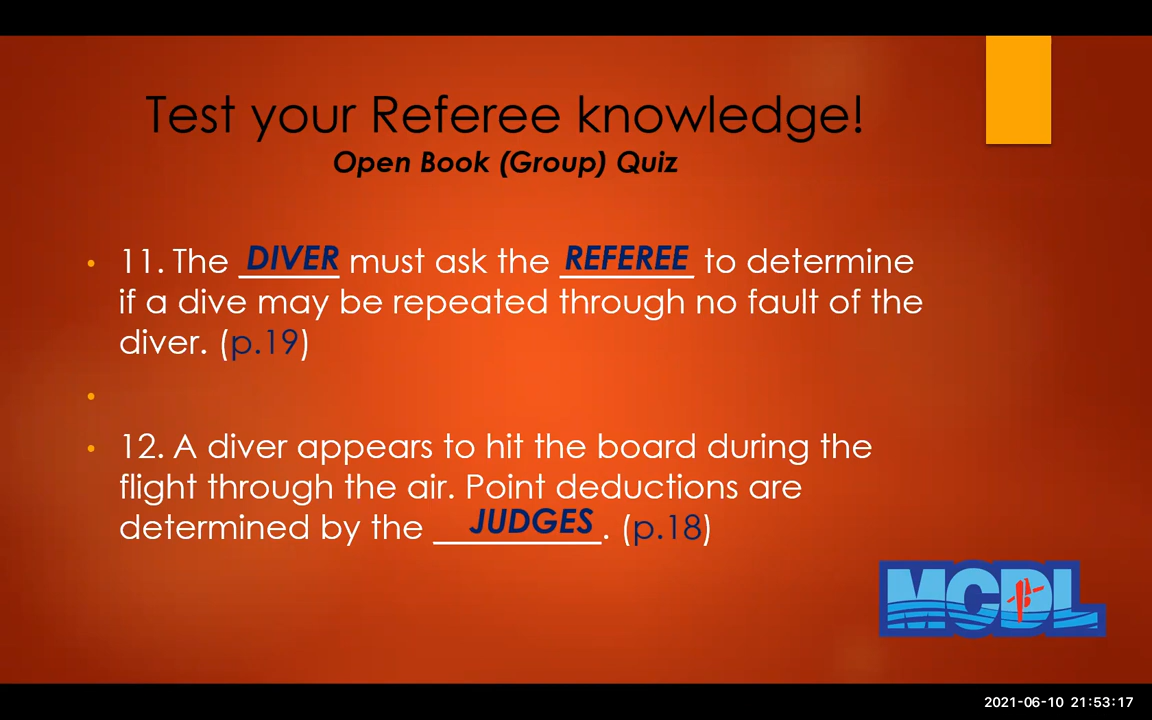 Test your Referee knowledge!
Open Book (Group) Quiz
• 11. The DIVER must ask the REFEREE to determine
if a dive may be repeated through no fault of the
diver. (p.19)
•
• 12. A diver appears to hit the board during the
flight through the air. Point deductions are
determined by the JUDGES. (p.18)
MCDL
2021-06-10 21:53:17